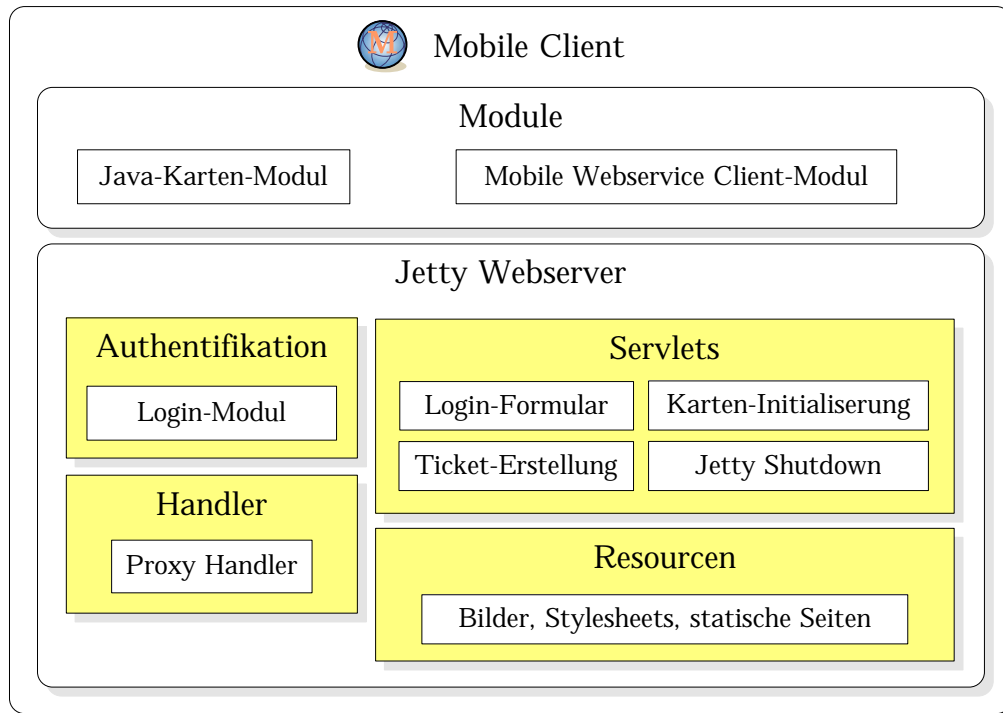 M
Mobile Client
Module
Java-Karten-Modul
Mobile Webservice Client-Modul
Jetty Webserver
Authentifikation
Login-Modul
Handler
Proxy Handler
Servlets
Login-Formular
Karten-Initialiserung
Ticket-Erstellung
Jetty Shutdown
Resourcen
Bilder, Stylesheets, statische Seiten